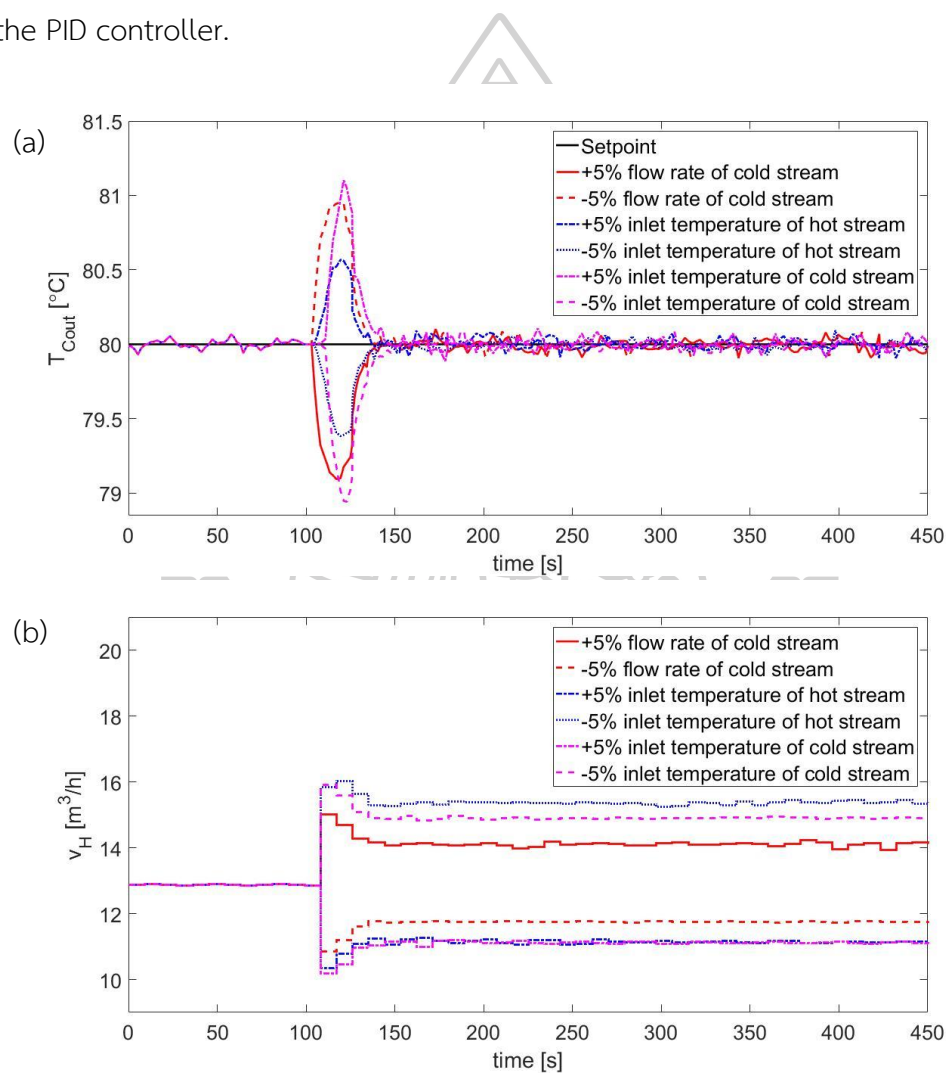 the PID controller.
(a)
81.5
81
80.5
80
79.5
79
T_Cout [°C]
Setpoint
+5% flow rate of cold stream
-5% flow rate of cold stream
+5% inlet temperature of hot stream
-5% inlet temperature of hot stream
+5% inlet temperature of cold stream
-5% inlet temperature of cold stream
0 50 100 150 200 250 300 350 400 450
time [s]
(b)
20
18
16
14
12
10
v_H [m³/h]
+5% flow rate of cold stream
-5% flow rate of cold stream
+5% inlet temperature of hot stream
-5% inlet temperature of hot stream
+5% inlet temperature of cold stream
-5% inlet temperature of cold stream
0 50 100 150 200 250 300 350 400 450
time [s]